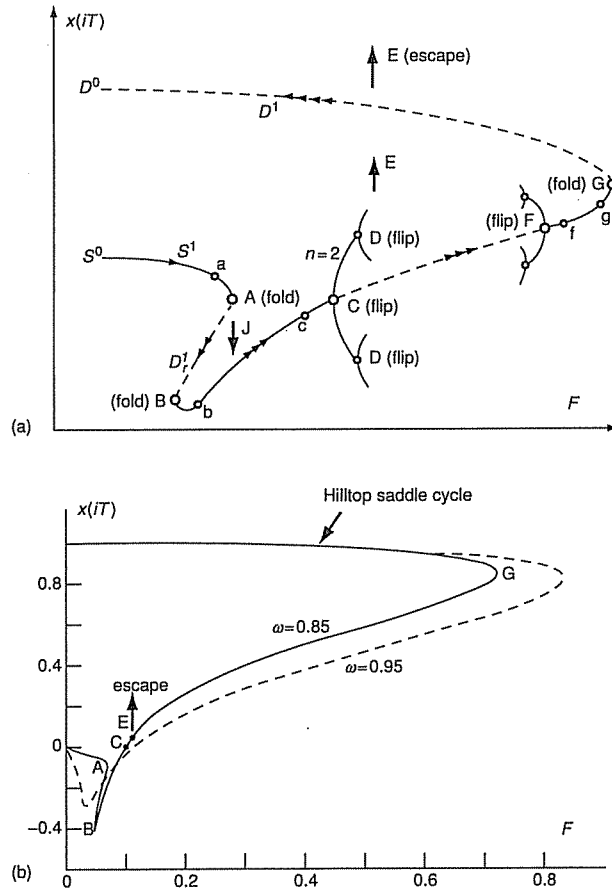 x(iT)
E (escape)
D⁰
D¹
E
(fold) G
g
(flip) F
f
D (flip)
n=2
S⁰
S¹
a
A (fold)
C (flip)
c
J
D¹r
D (flip)
(fold) B
b
F
(a)
x(iT)
Hilltop saddle cycle
0.8
G
ω=0.85
0.4
ω=0.95
escape
E
C
0
A
−0.4
B
F
(b)
0
0.2
0.4
0.6
0.8